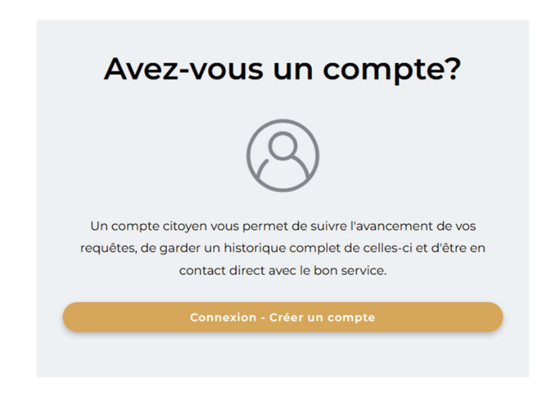 Avez-vous un compte?
Un compte citoyen vous permet de suivre l'avancement de vos
requêtes, de garder un historique complet de celles-ci et d'être en
contact direct avec le bon service.
Connexion - Créer un compte